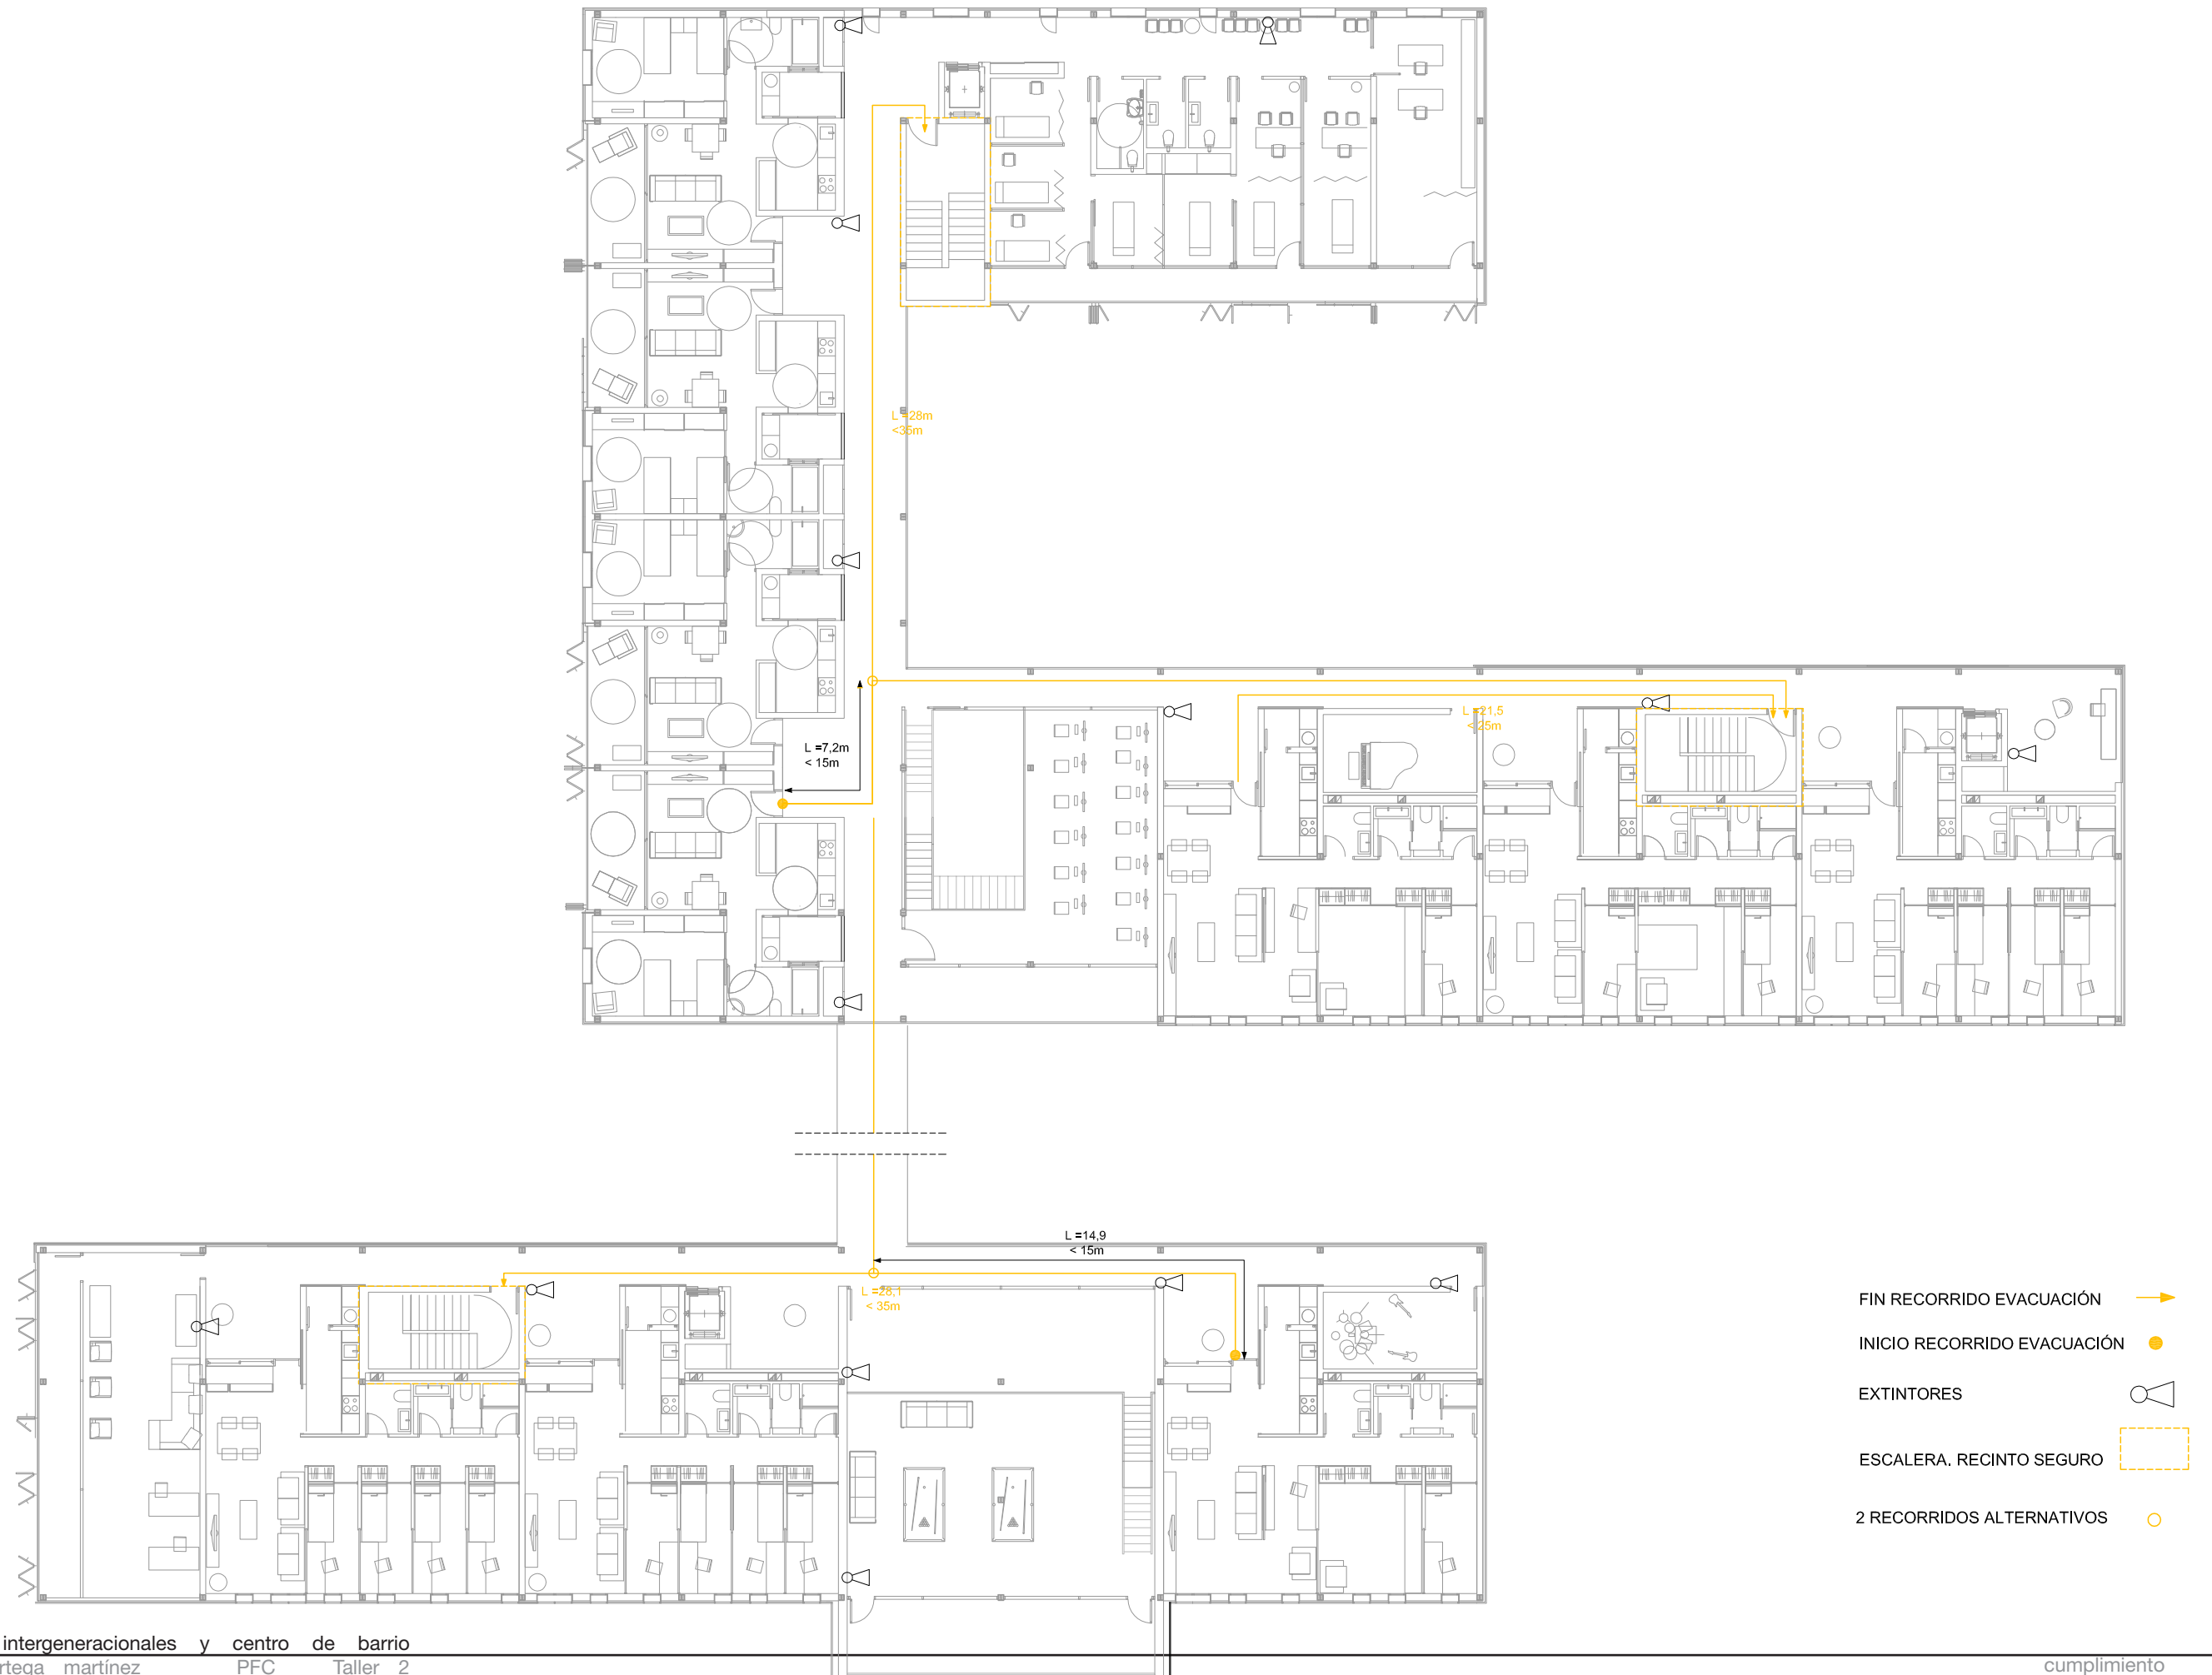 L =28m
<35m
L =21,5
< 25m
L =7,2m
< 15m
L =14,9
< 15m
L =28,1
< 35m
FIN RECORRIDO EVACUACIÓN
INICIO RECORRIDO EVACUACIÓN
EXTINTORES
ESCALERA. RECINTO SEGURO
2 RECORRIDOS ALTERNATIVOS
intergeneracionales y centro de barrio
rtega martínez PFC Taller 2
cumplimiento